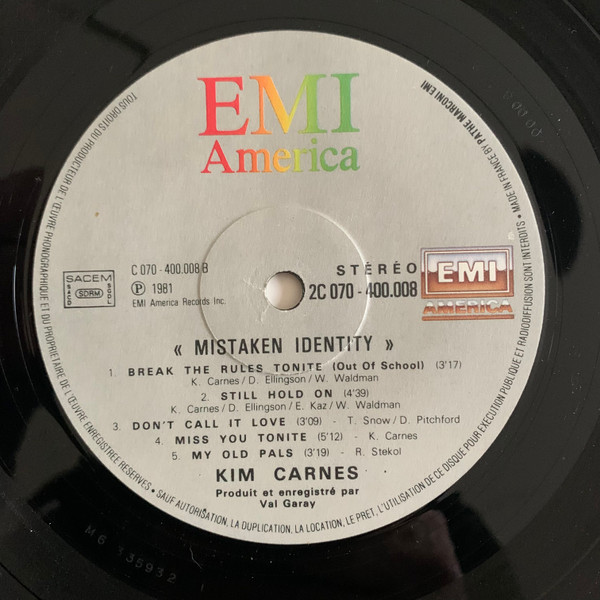 EMI
America
TOUS DROITS DU PRODUCTEUR DE L'ŒUVRE PHONOGRAPHIQUE ET DU PROPRIETAIRE DE L'ŒUVRE ENREGISTREE RESERVES • SAUF AUTORISATION, LA DUPLICATION, LA LOCATION, LE PRET, L'UTILISATION DE CE DISQUE POUR EXECUTION PUBLIQUE ET RADIODIFFUSION SONT INTERDITS • MADE IN FRANCE BY PATHE MARCONI EMI
SACEM
SACD SDRM SGDL
C 070 - 400.008 B
Ⓟ 1981
EMI America Records Inc.
STÉRÉO
2C 070 - 400.008
EMI
AMERICA
« MISTAKEN IDENTITY »
1. BREAK THE RULES TONITE (Out Of School) (3'17)
K. Carnes / D. Ellingson / W. Waldman
2. STILL HOLD ON (4'39)
K. Carnes / D. Ellingson / E. Kaz / W. Waldman
3. DON'T CALL IT LOVE (3'09) - T. Snow / D. Pitchford
4. MISS YOU TONITE (5'12) - K. Carnes
5. MY OLD PALS (3'19) - R. Stekol
KIM CARNES
Produit et enregistré par
Val Garay
M6 335932